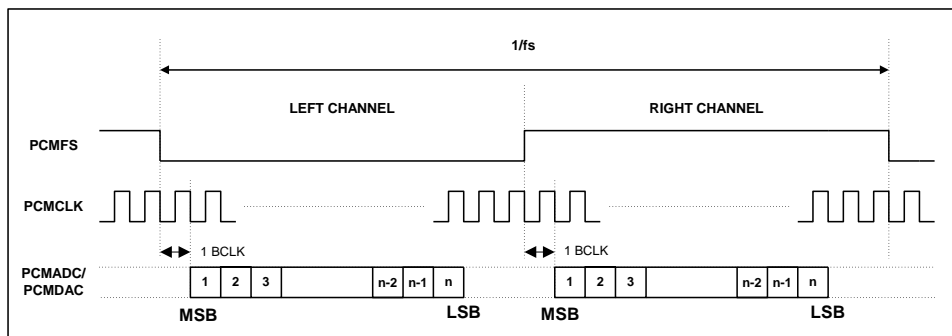 1/fs
LEFT CHANNEL
RIGHT CHANNEL
PCMFS
PCMCLK
1 BCLK
1 BCLK
PCMADC/
PCMDAC
1 2 3 n-2 n-1 n
1 2 3 n-2 n-1 n
MSB
LSB
MSB
LSB